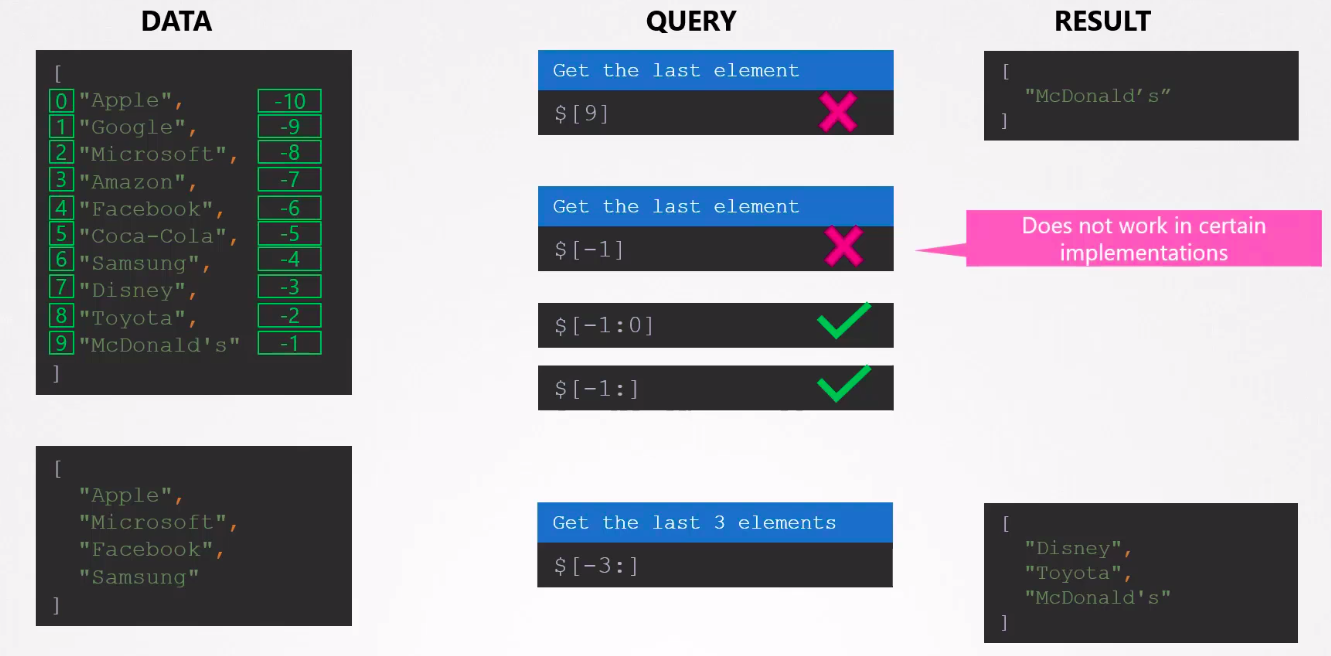 DATA
QUERY
RESULT
[
0 "Apple", -10
1 "Google", -9
2 "Microsoft", -8
3 "Amazon", -7
4 "Facebook", -6
5 "Coca-Cola", -5
6 "Samsung", -4
7 "Disney", -3
8 "Toyota", -2
9 "McDonald's" -1
]
[
"Apple",
"Microsoft",
"Facebook",
"Samsung"
]
Get the last element
$[9]
Get the last element
$[-1]
$[-1:0]
$[-1:]
Get the last 3 elements
$[-3:]
[
"McDonald’s”
]
Does not work in certain
implementations
[
"Disney",
"Toyota",
"McDonald's"
]